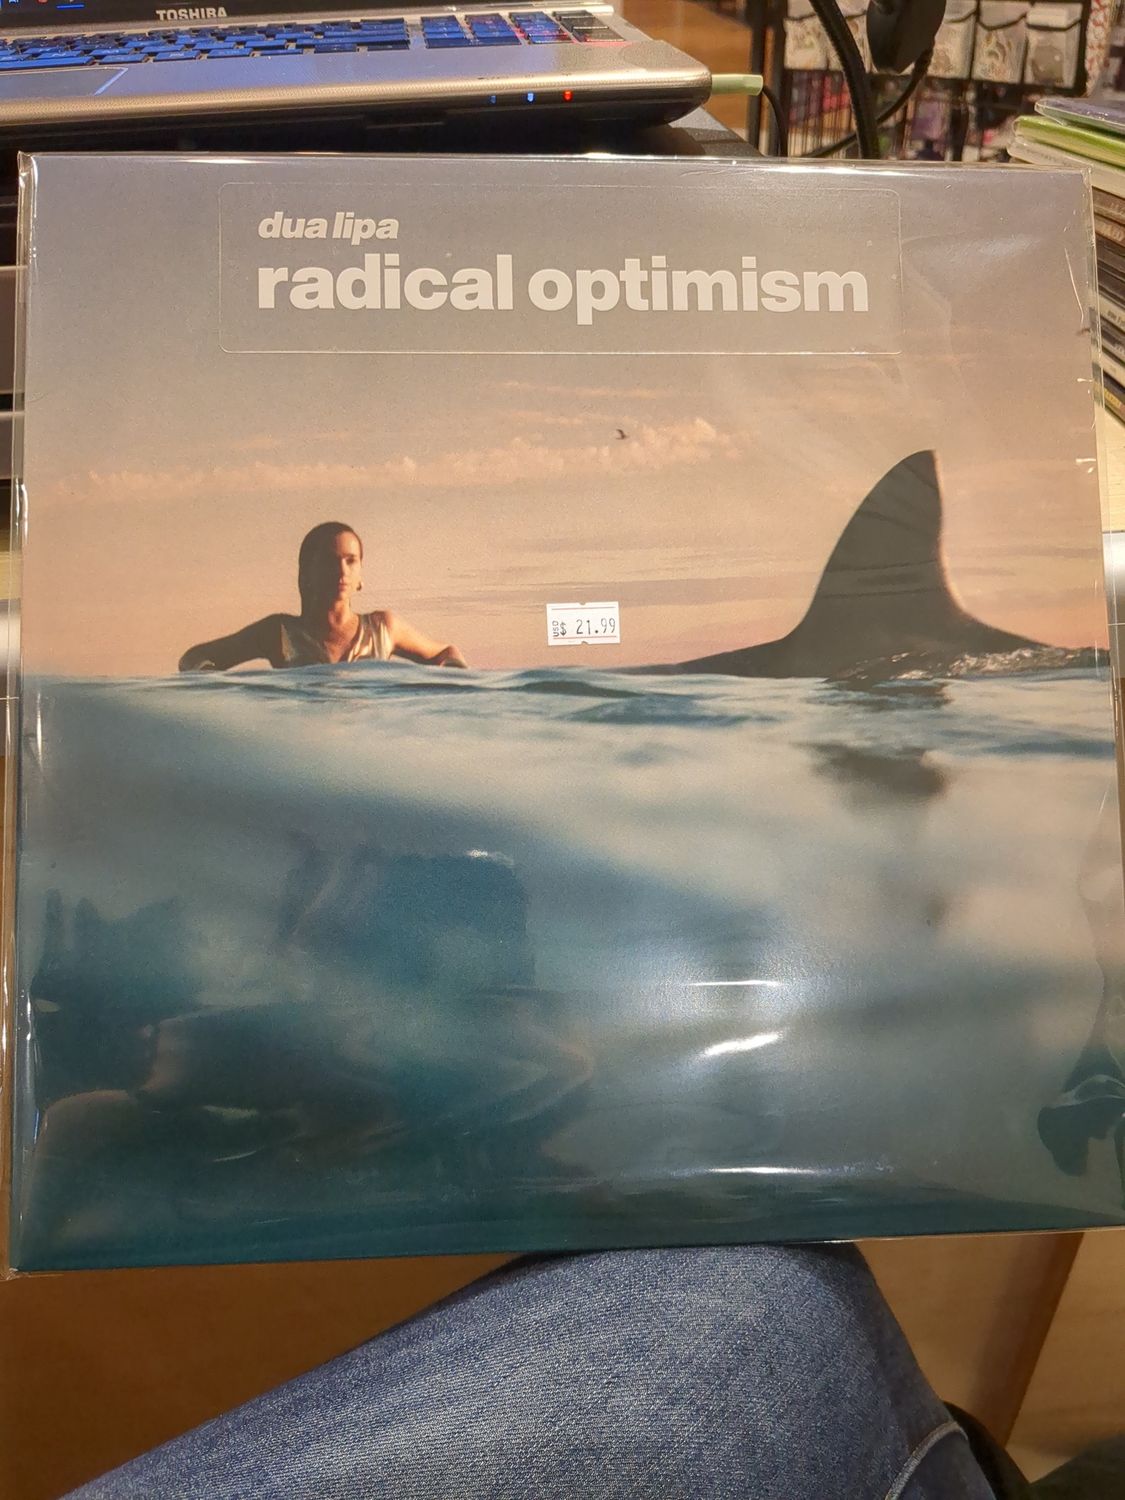 TOSHIBA
dua lipa
radical optimism
USD $ 21.99